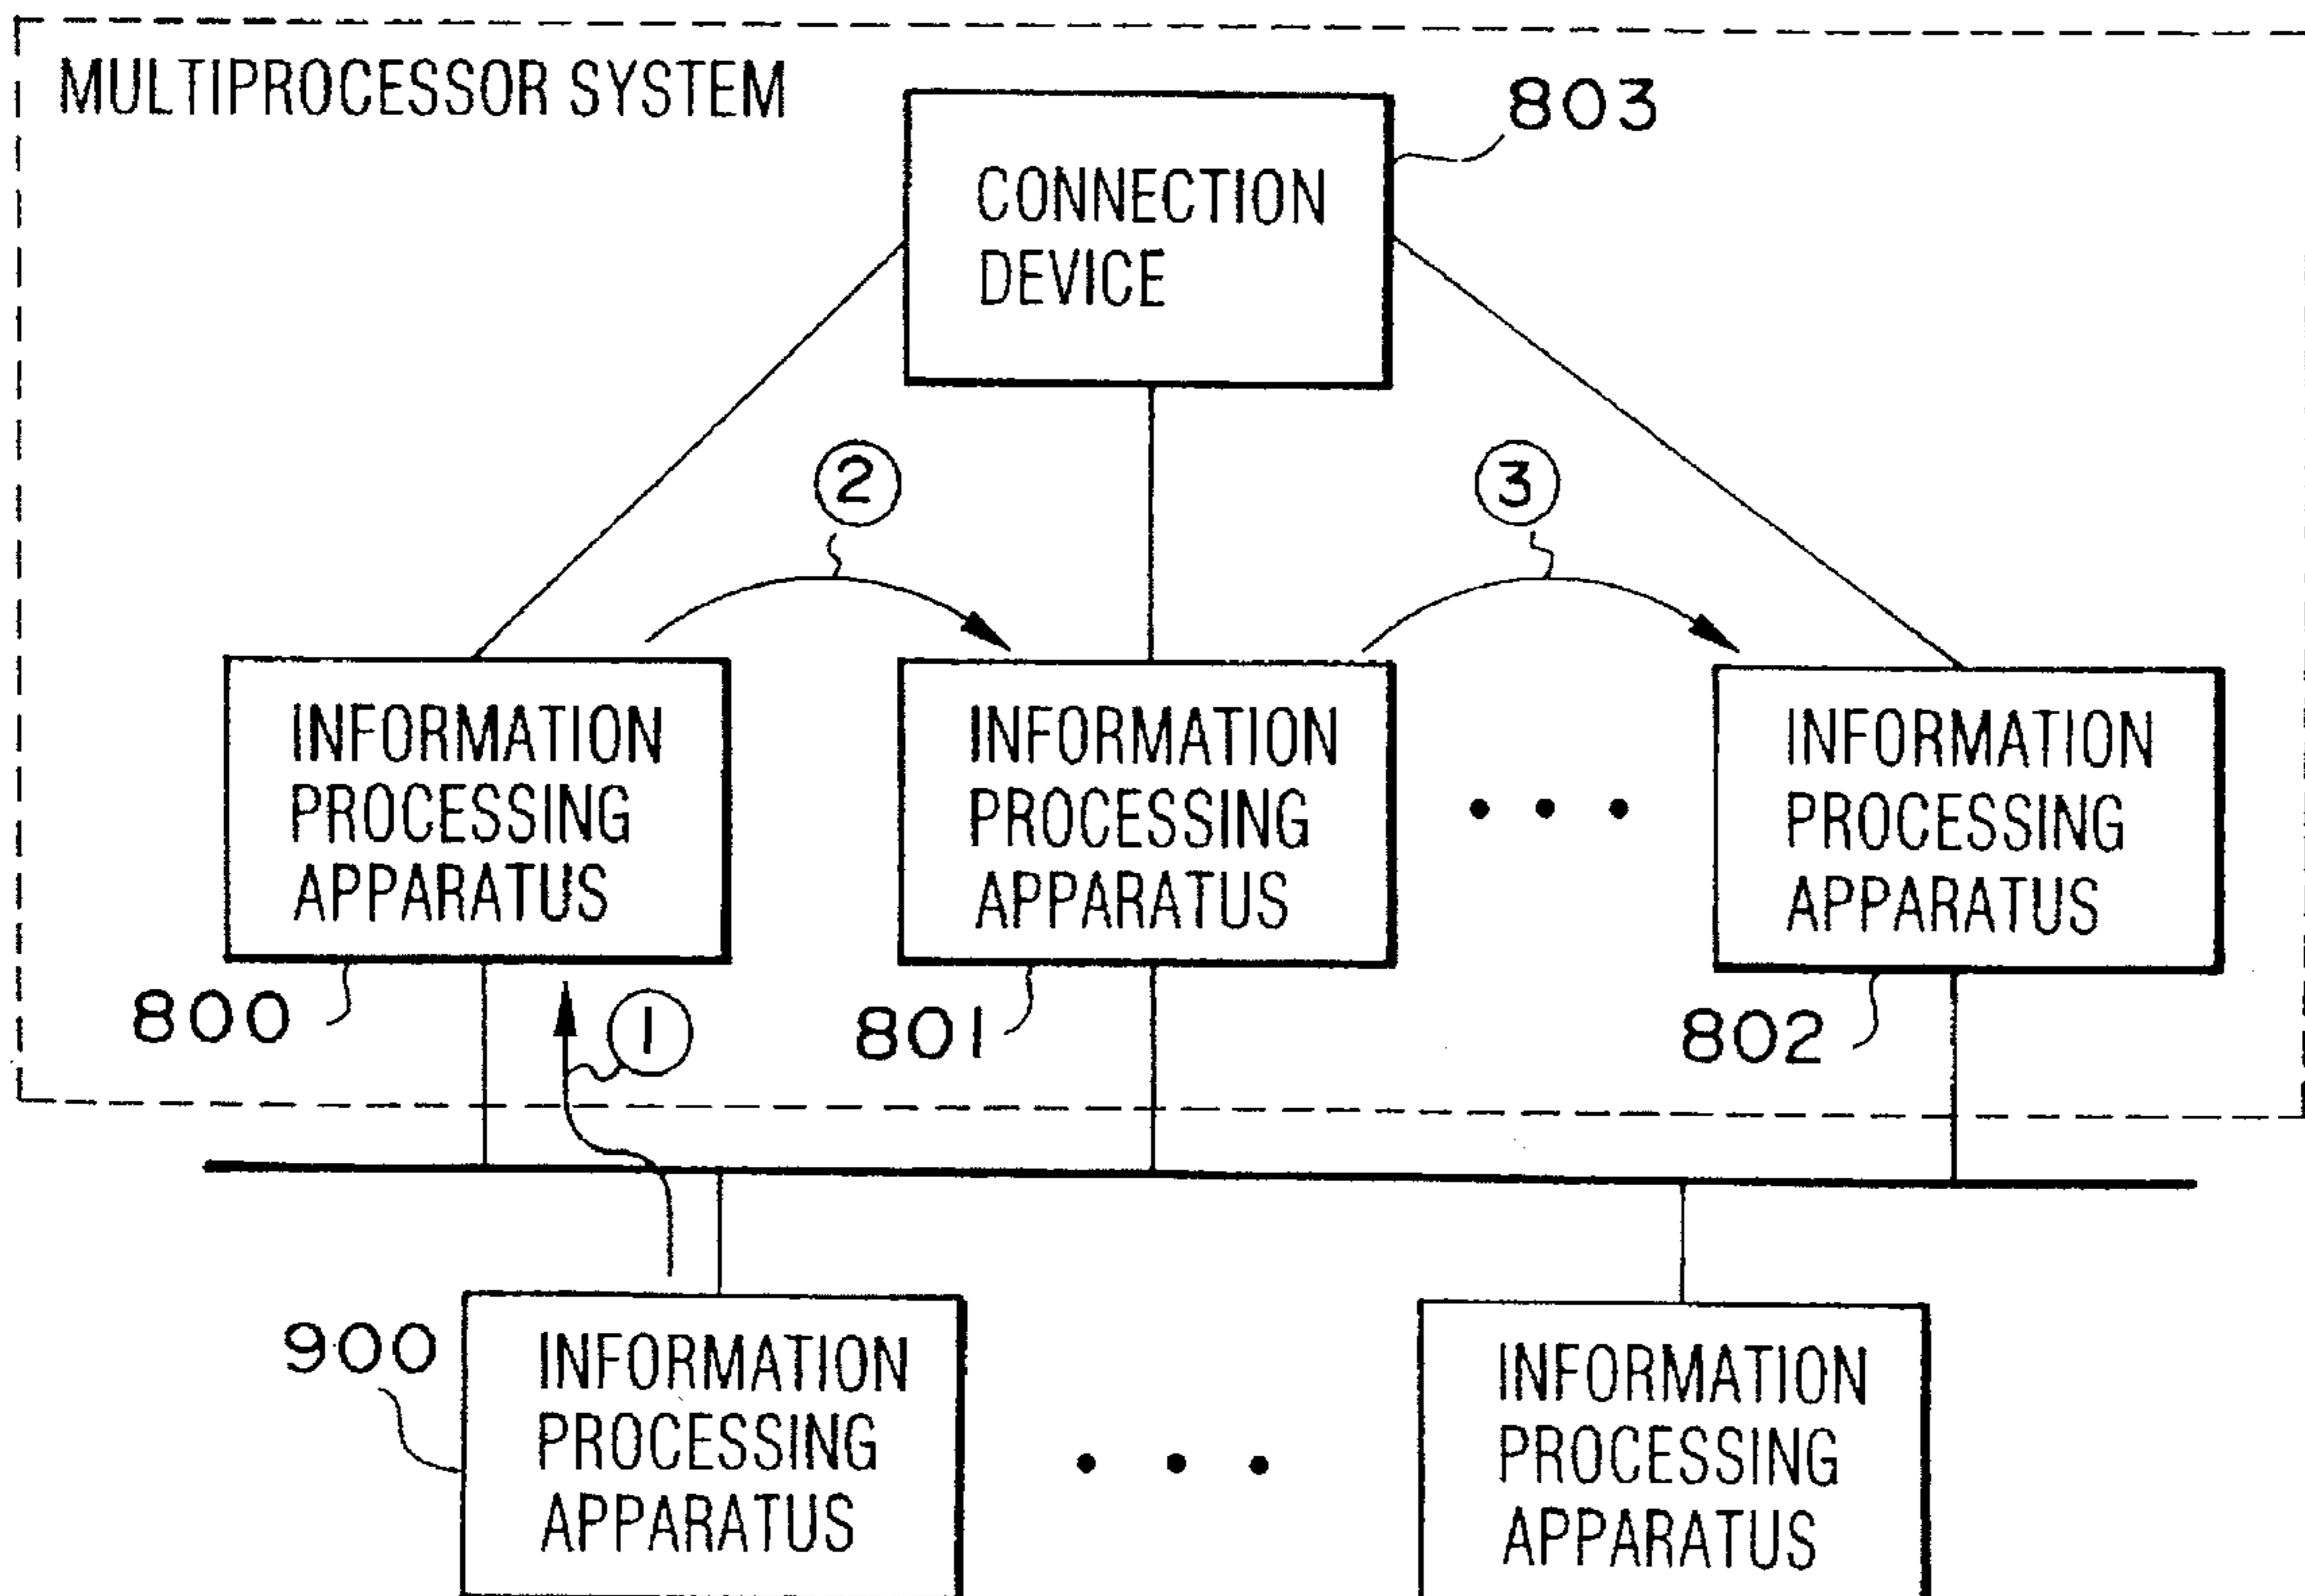 MULTIPROCESSOR SYSTEM
803
CONNECTION
DEVICE
②
③
INFORMATION
PROCESSING
APPARATUS
INFORMATION
PROCESSING
APPARATUS
INFORMATION
PROCESSING
APPARATUS
800
①
801
802
900
INFORMATION
PROCESSING
APPARATUS
INFORMATION
PROCESSING
APPARATUS